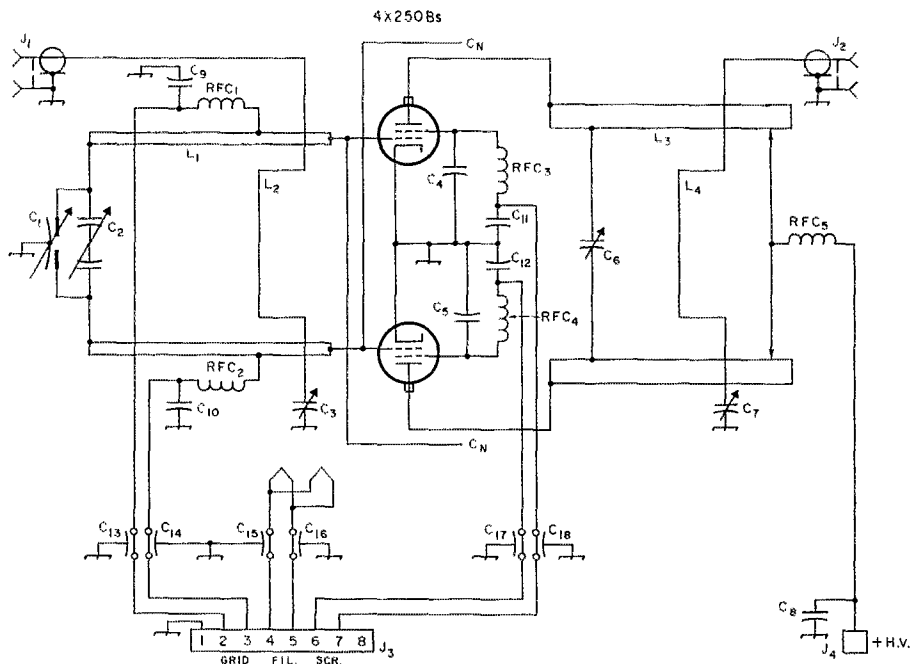 4X250Bs
J1
CN
J2
C9
RFC1
L1
L2
L3
L4
C4
RFC3
C1
C2
C11
C6
RFC5
C12
C5
RFC4
RFC2
C10
C3
C7
CN
C13
C14
C15
C16
C17
C18
C8
1 2 3 4 5 6 7 8
J3
J4
+H.V.
GRID FIL. SCR.